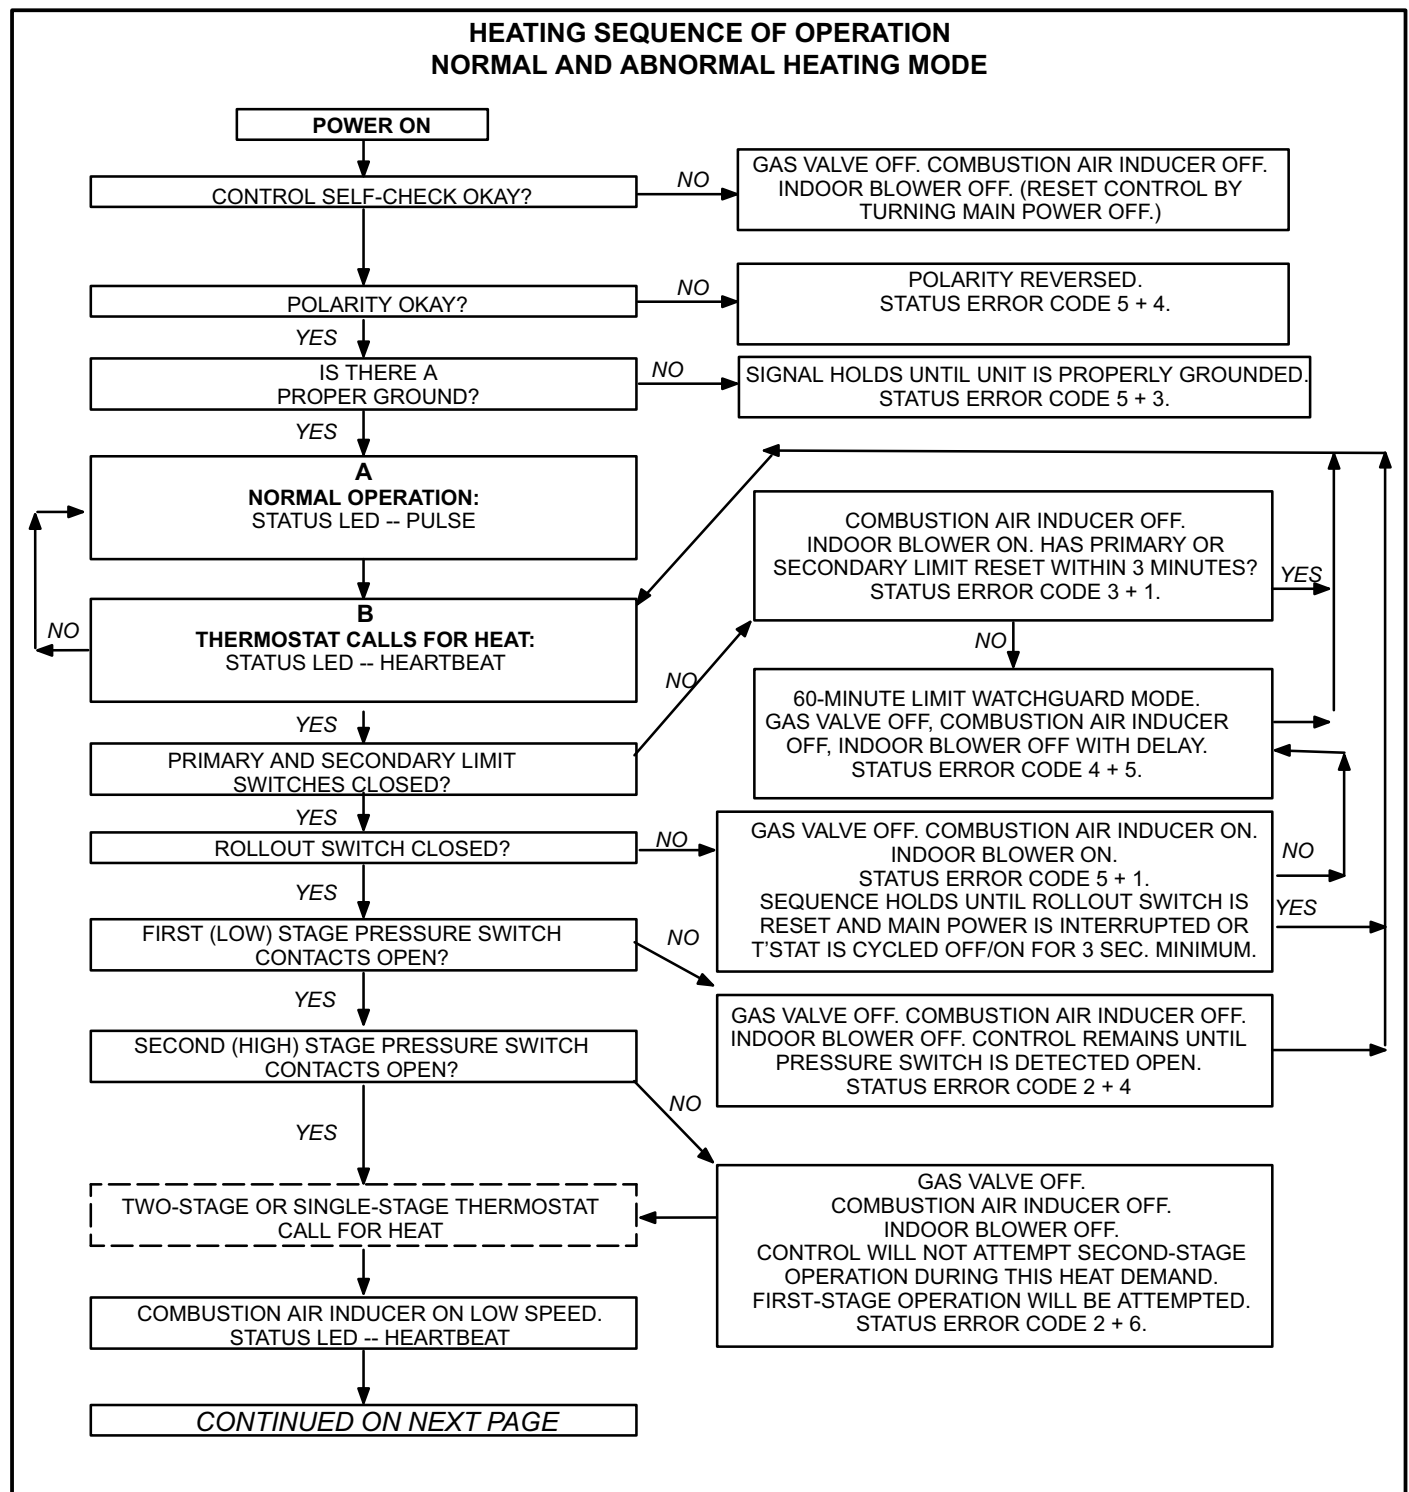 HEATING SEQUENCE OF OPERATION
NORMAL AND ABNORMAL HEATING MODE
POWER ON
CONTROL SELF-CHECK OKAY?
NO
GAS VALVE OFF. COMBUSTION AIR INDUCER OFF.
INDOOR BLOWER OFF. (RESET CONTROL BY
TURNING MAIN POWER OFF.)
POLARITY OKAY?
NO
POLARITY REVERSED.
STATUS ERROR CODE 5 + 4.
YES
IS THERE A
PROPER GROUND?
NO
SIGNAL HOLDS UNTIL UNIT IS PROPERLY GROUNDED.
STATUS ERROR CODE 5 + 3.
YES
A
NORMAL OPERATION:
STATUS LED -- PULSE
COMBUSTION AIR INDUCER OFF.
INDOOR BLOWER ON. HAS PRIMARY OR
SECONDARY LIMIT RESET WITHIN 3 MINUTES?
STATUS ERROR CODE 3 + 1.
YES
NO
B
THERMOSTAT CALLS FOR HEAT:
STATUS LED -- HEARTBEAT
NO
NO
60-MINUTE LIMIT WATCHGUARD MODE.
GAS VALVE OFF, COMBUSTION AIR INDUCER
OFF, INDOOR BLOWER OFF WITH DELAY.
STATUS ERROR CODE 4 + 5.
YES
PRIMARY AND SECONDARY LIMIT
SWITCHES CLOSED?
YES
ROLLOUT SWITCH CLOSED?
NO
GAS VALVE OFF. COMBUSTION AIR INDUCER ON.
INDOOR BLOWER ON.
STATUS ERROR CODE 5 + 1.
SEQUENCE HOLDS UNTIL ROLLOUT SWITCH IS
RESET AND MAIN POWER IS INTERRUPTED OR
T'STAT IS CYCLED OFF/ON FOR 3 SEC. MINIMUM.
NO
YES
YES
FIRST (LOW) STAGE PRESSURE SWITCH
CONTACTS OPEN?
NO
GAS VALVE OFF. COMBUSTION AIR INDUCER OFF.
INDOOR BLOWER OFF. CONTROL REMAINS UNTIL
PRESSURE SWITCH IS DETECTED OPEN.
STATUS ERROR CODE 2 + 4
YES
SECOND (HIGH) STAGE PRESSURE SWITCH
CONTACTS OPEN?
NO
YES
GAS VALVE OFF.
COMBUSTION AIR INDUCER OFF.
INDOOR BLOWER OFF.
CONTROL WILL NOT ATTEMPT SECOND-STAGE
OPERATION DURING THIS HEAT DEMAND.
FIRST-STAGE OPERATION WILL BE ATTEMPTED.
STATUS ERROR CODE 2 + 6.
TWO-STAGE OR SINGLE-STAGE THERMOSTAT
CALL FOR HEAT
COMBUSTION AIR INDUCER ON LOW SPEED.
STATUS LED -- HEARTBEAT
CONTINUED ON NEXT PAGE